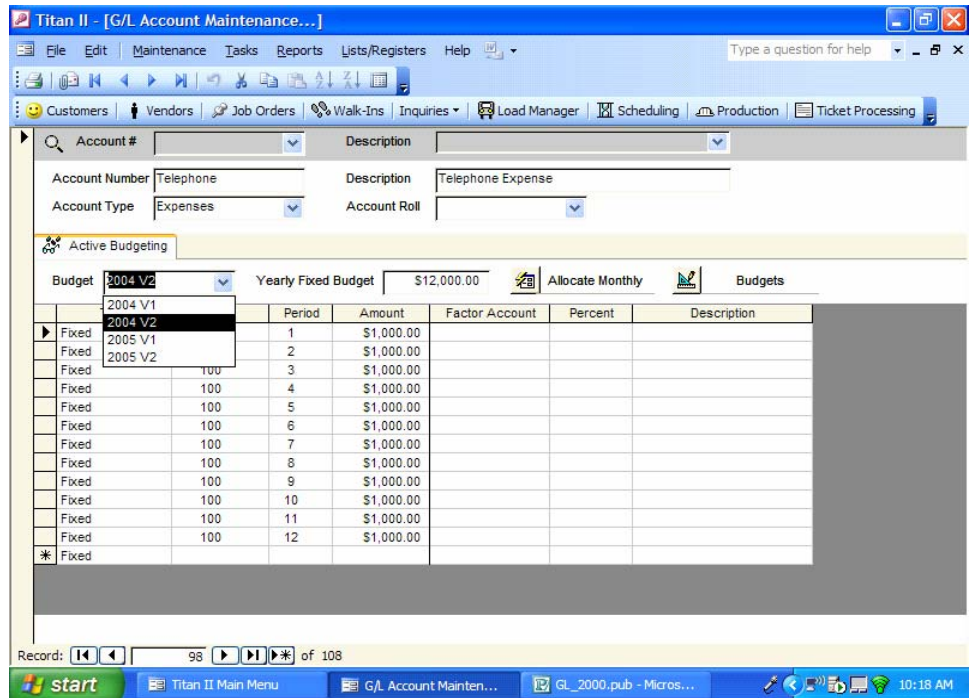 Titan II - [G/L Account Maintenance...]
File Edit Maintenance Tasks Reports Lists/Registers Help Type a question for help
Customers Vendors Job Orders Walk-Ins Inquiries Load Manager Scheduling Production Ticket Processing
Account # Description
Account Number Telephone Description Telephone Expense
Account Type Expenses Account Roll
Active Budgeting
Budget 2004 V2 Yearly Fixed Budget $12,000.00 Allocate Monthly Budgets
2004 V1
2004 V2
2005 V1
2005 V2
Period Amount Factor Account Percent Description
Fixed 1 $1,000.00
Fixed 2 $1,000.00
Fixed 100 3 $1,000.00
Fixed 100 4 $1,000.00
Fixed 100 5 $1,000.00
Fixed 100 6 $1,000.00
Fixed 100 7 $1,000.00
Fixed 100 8 $1,000.00
Fixed 100 9 $1,000.00
Fixed 100 10 $1,000.00
Fixed 100 11 $1,000.00
Fixed 100 12 $1,000.00
Fixed
Record: 98 of 108
start Titan II Main Menu G/L Account Mainten... GL_2000.pub - Micros... 10:18 AM